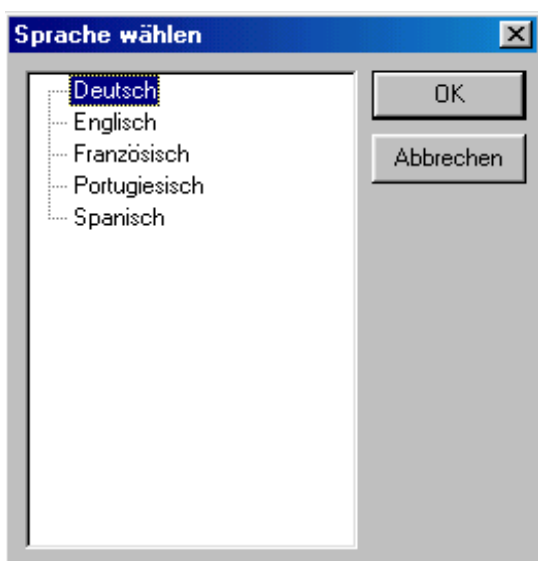 Sprache wählen
Deutsch
Englisch
Französisch
Portugiesisch
Spanisch
OK
Abbrechen